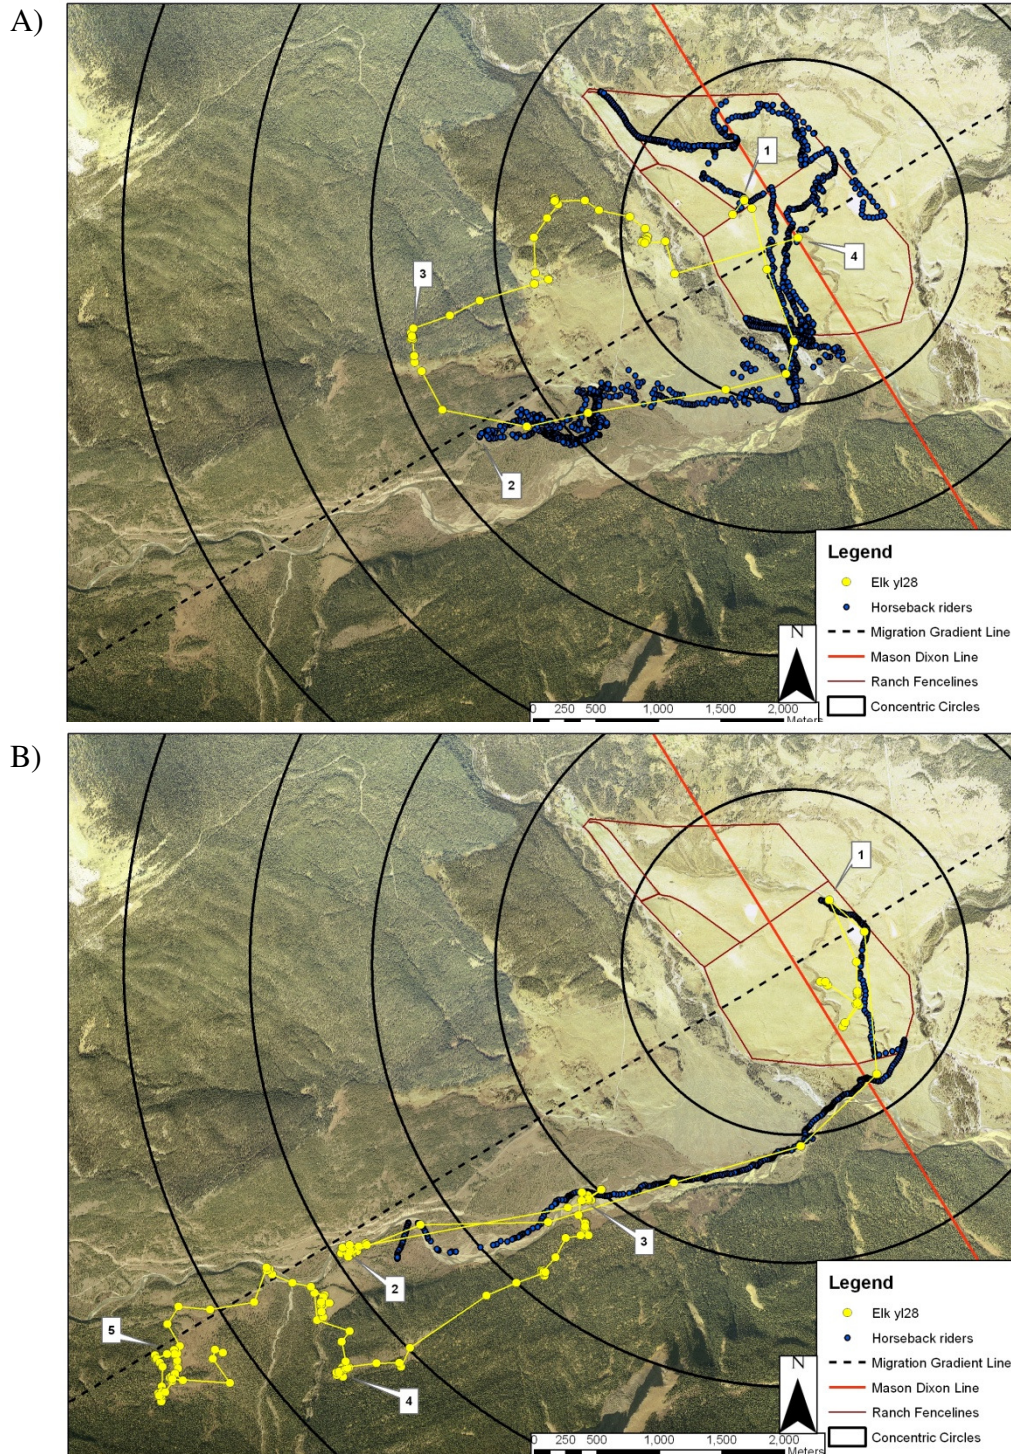 A)
1
4
3
2
Legend
Elk yl28
Horseback riders
Migration Gradient Line
Mason Dixon Line
Ranch Fencelines
Concentric Circles
N
0 250 500 1,000 1,500 2,000
Meters
B)
1
3
2
5
4
Legend
Elk yl28
Horseback riders
Migration Gradient Line
Mason Dixon Line
Ranch Fencelines
Concentric Circles
N
0 250 500 1,000 1,500 2,000
Meters